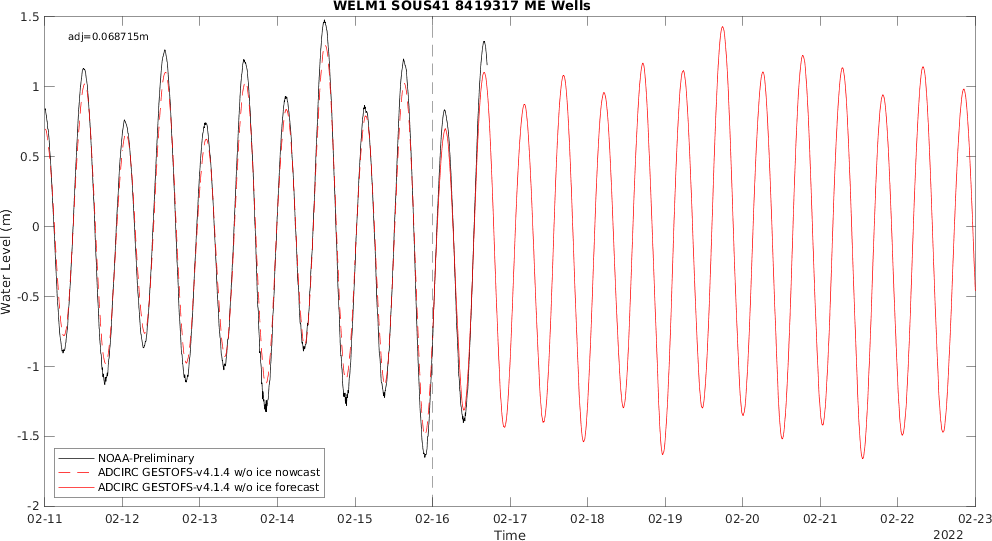 WELM1 SOUS41 8419317 ME Wells
adj=0.068715m
1.5
1
0.5
0
-0.5
-1
-1.5
-2
Water Level (m)
NOAA-Preliminary
ADCIRC GESTOFS-v4.1.4 w/o ice nowcast
ADCIRC GESTOFS-v4.1.4 w/o ice forecast
02-11 02-12 02-13 02-14 02-15 02-16 02-17 02-18 02-19 02-20 02-21 02-22 02-23
Time
2022